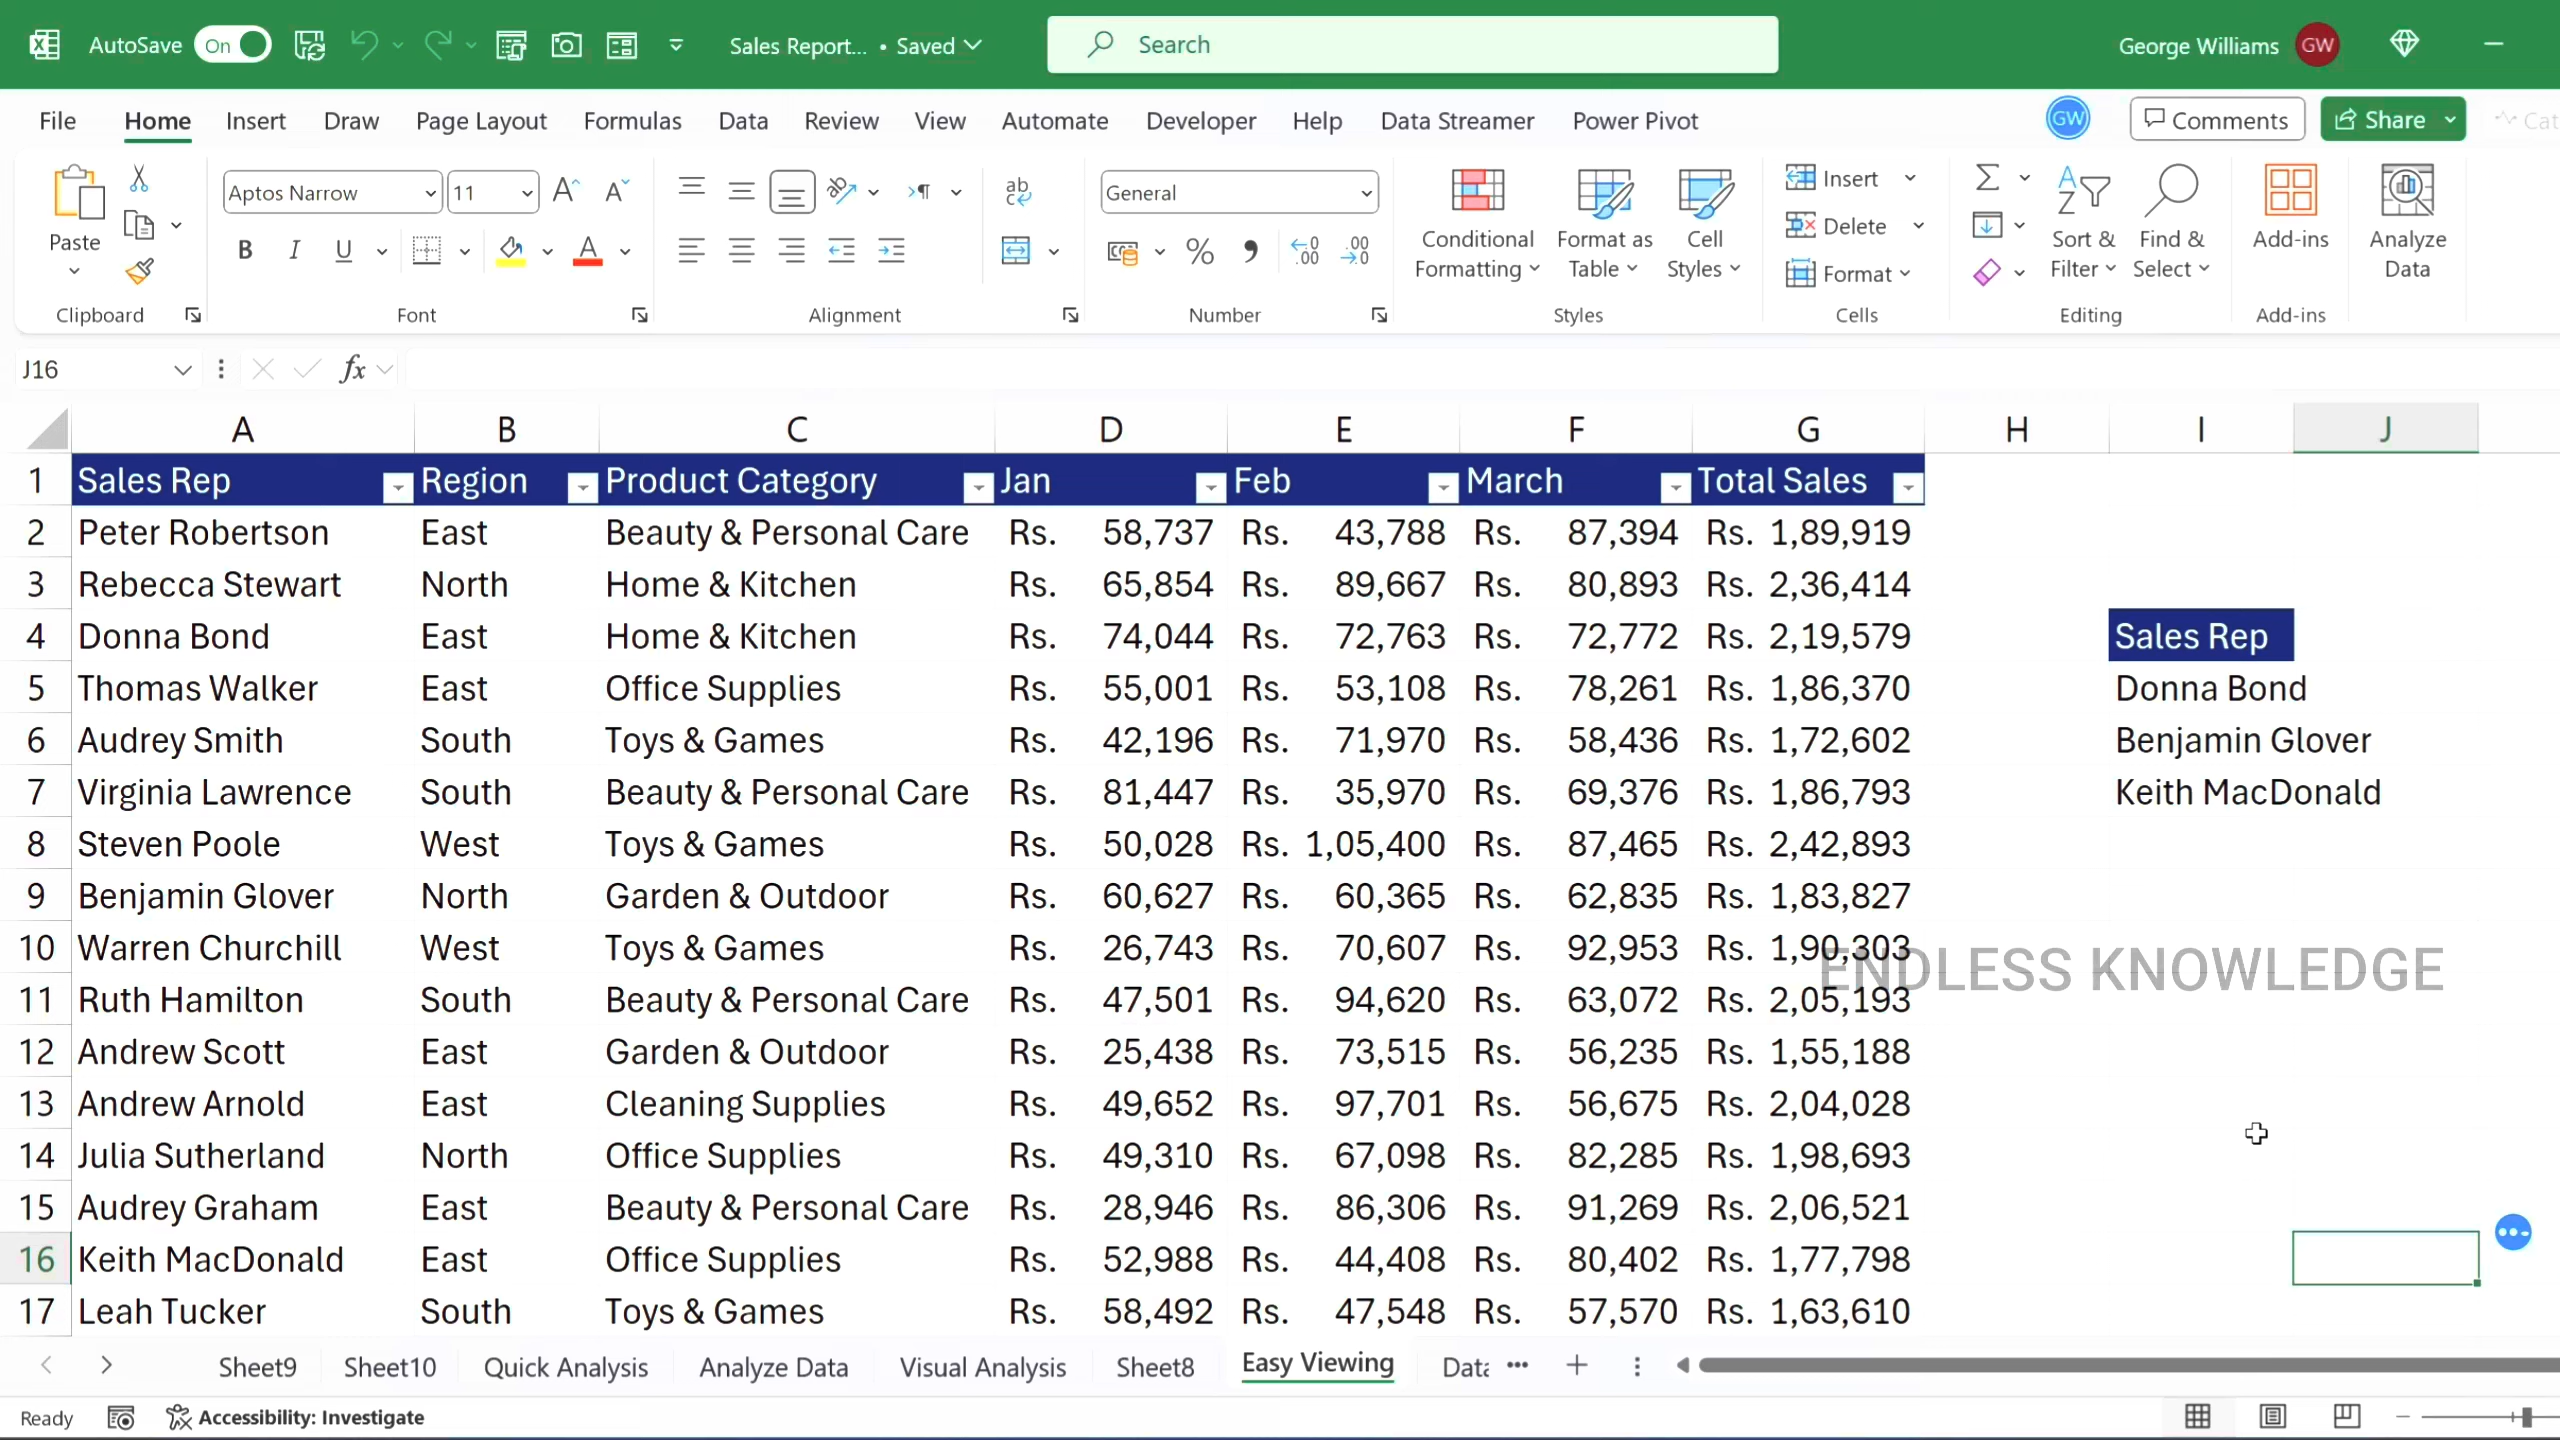 AutoSave On Sales Report... • Saved Search George Williams GW
File Home Insert Draw Page Layout Formulas Data Review View Automate Developer Help Data Streamer Power Pivot GW Comments Share
Paste Aptos Narrow 11 General Conditional Formatting Format as Table Cell Styles Insert Delete Format Sort & Filter Find & Select Add-ins Analyze Data
Clipboard Font Alignment Number Styles Cells Editing Add-ins
J16 fx
A B C D E F G H I J
1 Sales Rep Region Product Category Jan Feb March Total Sales
2 Peter Robertson East Beauty & Personal Care Rs. 58,737 Rs. 43,788 Rs. 87,394 Rs. 1,89,919
3 Rebecca Stewart North Home & Kitchen Rs. 65,854 Rs. 89,667 Rs. 80,893 Rs. 2,36,414
4 Donna Bond East Home & Kitchen Rs. 74,044 Rs. 72,763 Rs. 72,772 Rs. 2,19,579 Sales Rep
5 Thomas Walker East Office Supplies Rs. 55,001 Rs. 53,108 Rs. 78,261 Rs. 1,86,370 Donna Bond
6 Audrey Smith South Toys & Games Rs. 42,196 Rs. 71,970 Rs. 58,436 Rs. 1,72,602 Benjamin Glover
7 Virginia Lawrence South Beauty & Personal Care Rs. 81,447 Rs. 35,970 Rs. 69,376 Rs. 1,86,793 Keith MacDonald
8 Steven Poole West Toys & Games Rs. 50,028 Rs. 1,05,400 Rs. 87,465 Rs. 2,42,893
9 Benjamin Glover North Garden & Outdoor Rs. 60,627 Rs. 60,365 Rs. 62,835 Rs. 1,83,827
10 Warren Churchill West Toys & Games Rs. 26,743 Rs. 70,607 Rs. 92,953 Rs. 1,90,303
ENDLESS KNOWLEDGE
11 Ruth Hamilton South Beauty & Personal Care Rs. 47,501 Rs. 94,620 Rs. 63,072 Rs. 2,05,193
12 Andrew Scott East Garden & Outdoor Rs. 25,438 Rs. 73,515 Rs. 56,235 Rs. 1,55,188
13 Andrew Arnold East Cleaning Supplies Rs. 49,652 Rs. 97,701 Rs. 56,675 Rs. 2,04,028
14 Julia Sutherland North Office Supplies Rs. 49,310 Rs. 67,098 Rs. 82,285 Rs. 1,98,693
15 Audrey Graham East Beauty & Personal Care Rs. 28,946 Rs. 86,306 Rs. 91,269 Rs. 2,06,521
16 Keith MacDonald East Office Supplies Rs. 52,988 Rs. 44,408 Rs. 80,402 Rs. 1,77,798
17 Leah Tucker South Toys & Games Rs. 58,492 Rs. 47,548 Rs. 57,570 Rs. 1,63,610
Sheet9 Sheet10 Quick Analysis Analyze Data Visual Analysis Sheet8 Easy Viewing Data ...
Ready Accessibility: Investigate